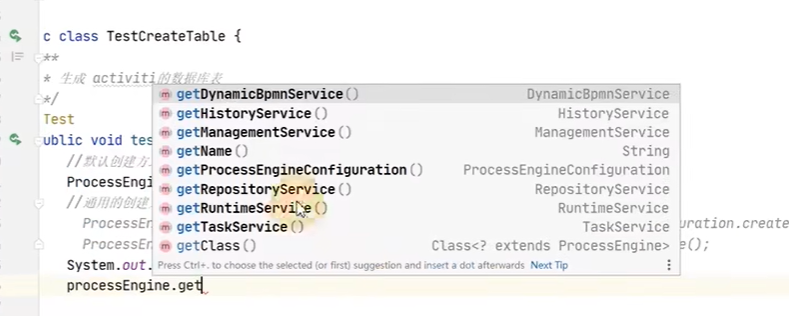 c class TestCreateTable {
/**
* 生成 activiti的数据库表
*/
Test
ublic void tes
//默认创建方
ProcessEngi
//通用的创建
ProcessEn
uration.create
ProcessE
e();
System.out.
processEngine.get
getDynamicBpmnService() DynamicBpmnService
getHistoryService() HistoryService
getManagementService() ManagementService
getName() String
getProcessEngineConfiguration() ProcessEngineConfiguration
getRepositoryService() RepositoryService
getRuntimeService() RuntimeService
getTaskService() TaskService
getClass() Class<? extends ProcessEngine>
Press Ctrl+. to choose the selected (or first) suggestion and insert a dot afterwards Next Tip